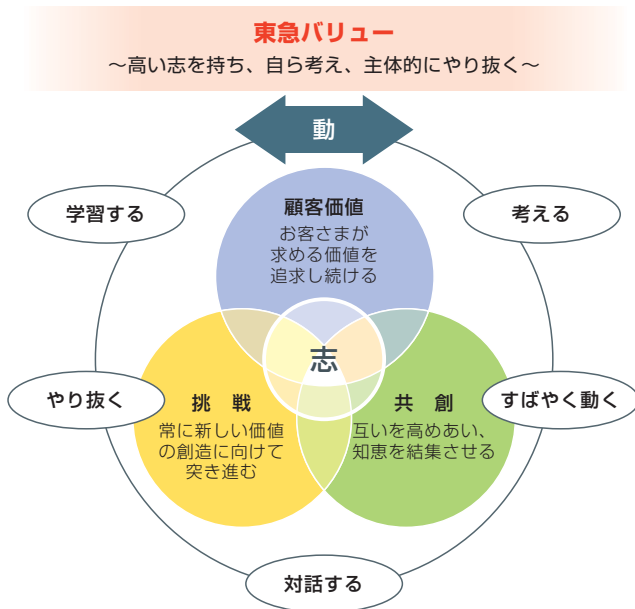 東急バリュー
〜高い志を持ち、自ら考え、主体的にやり抜く〜
動
学習する
考える
顧客価値
お客さまが
求める価値を
追求し続ける
志
やり抜く
すばやく動く
挑　戦
常に新しい価値
の創造に向けて
突き進む
共　創
互いを高めあい、
知恵を結集させる
対話する